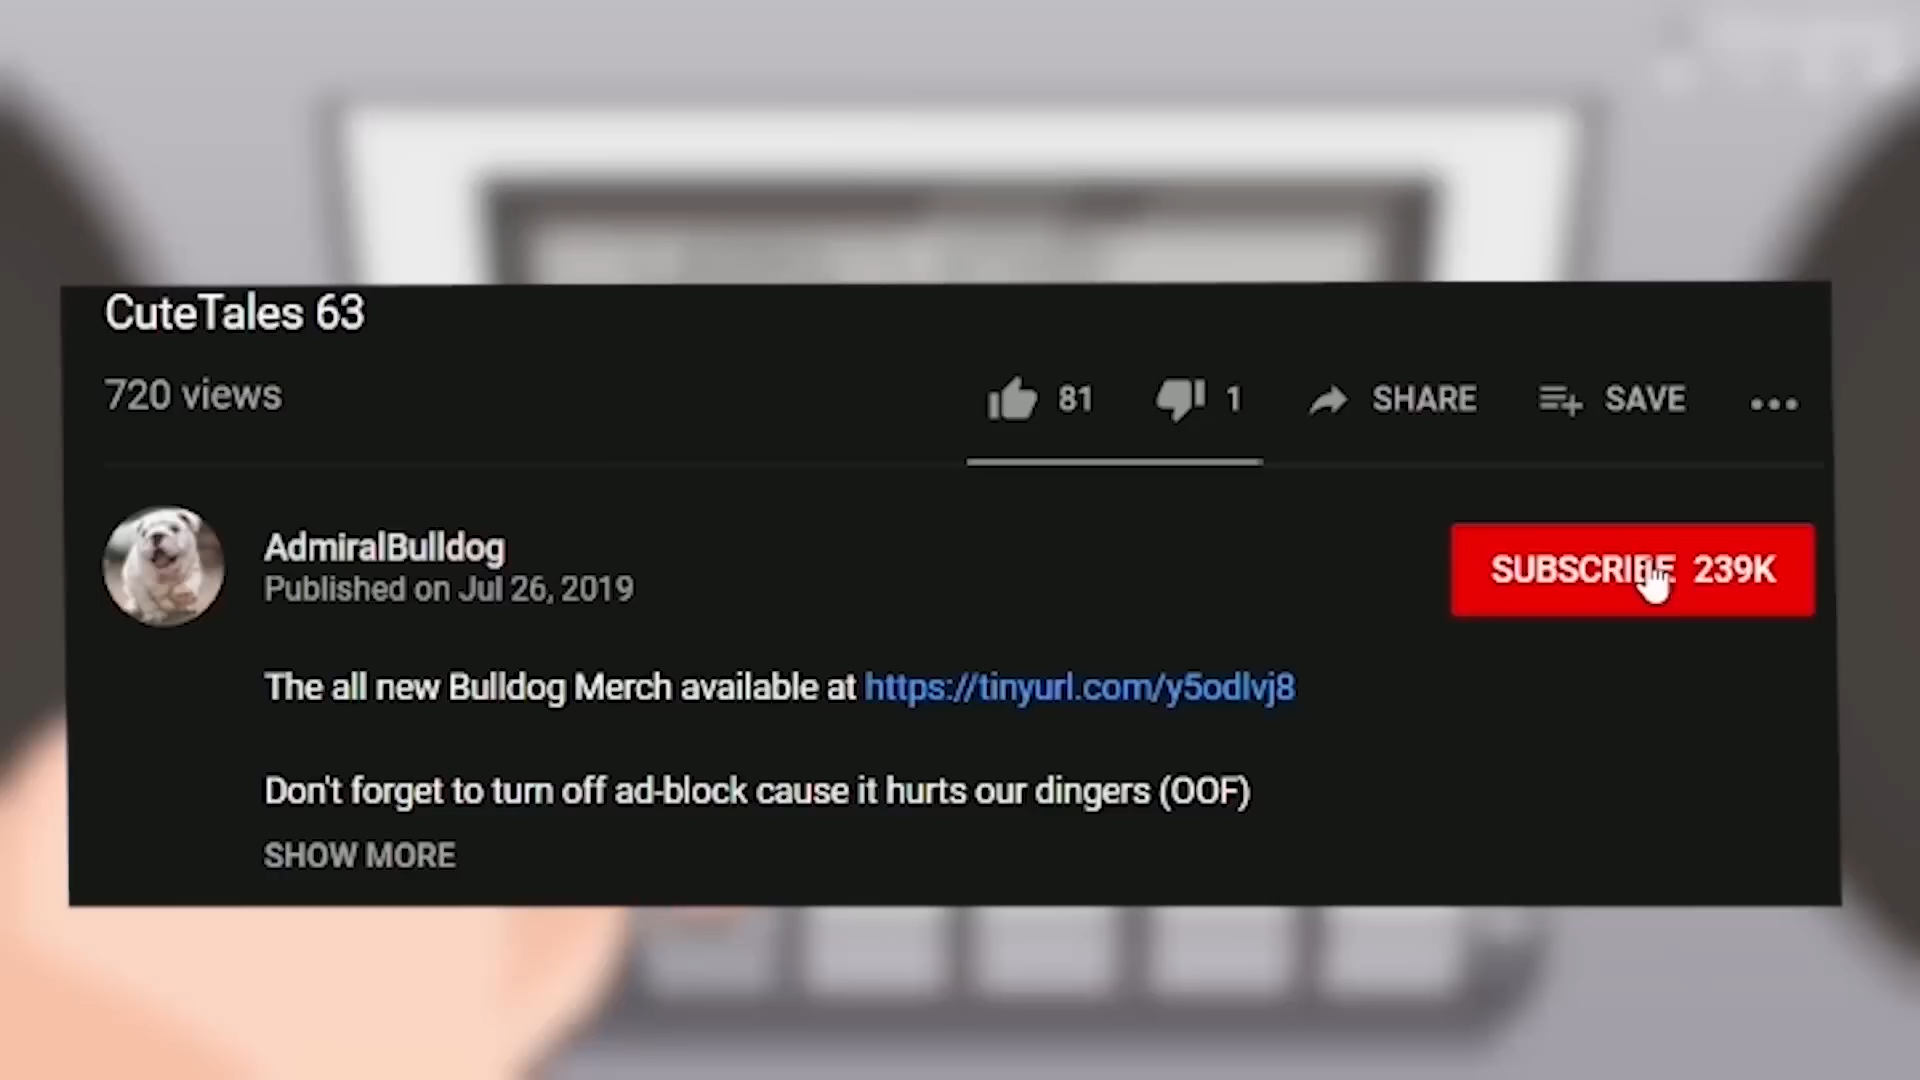 CuteTales 63
720 views
81 1 SHARE SAVE
AdmiralBulldog
Published on Jul 26, 2019
SUBSCRIBE 239K
The all new Bulldog Merch available at https://tinyurl.com/y5odlvj8
Don't forget to turn off ad-block cause it hurts our dingers (OOF)
SHOW MORE